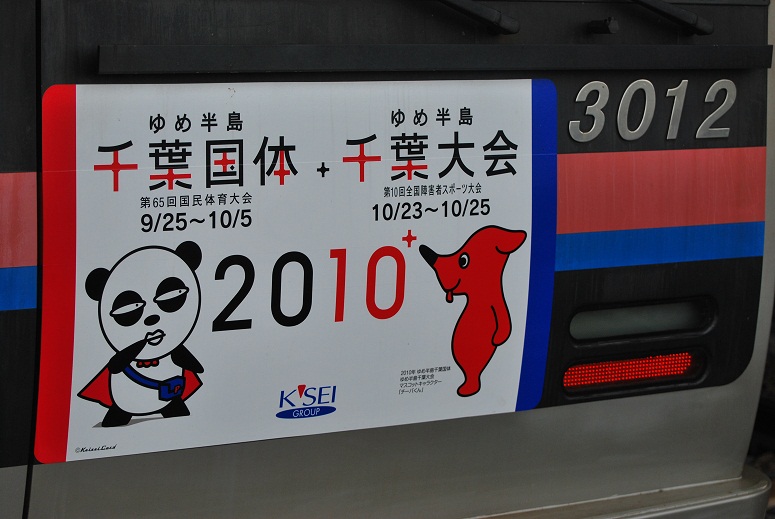 ゆめ半島
千葉国体
第65回国民体育大会
9/25〜10/5
+
ゆめ半島
千葉大会
第10回全国障害者スポーツ大会
10/23〜10/25
2010+
K'SEI
GROUP
2010年 ゆめ半島千葉国体
ゆめ半島千葉大会
マスコットキャラクター
「チーバくん」
©KeiseiCard
3012